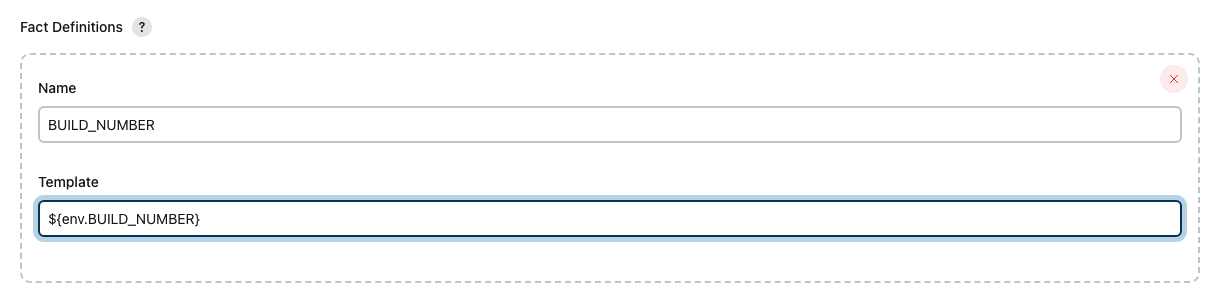 Fact Definitions ?
Name
BUILD_NUMBER
Template
${env.BUILD_NUMBER}